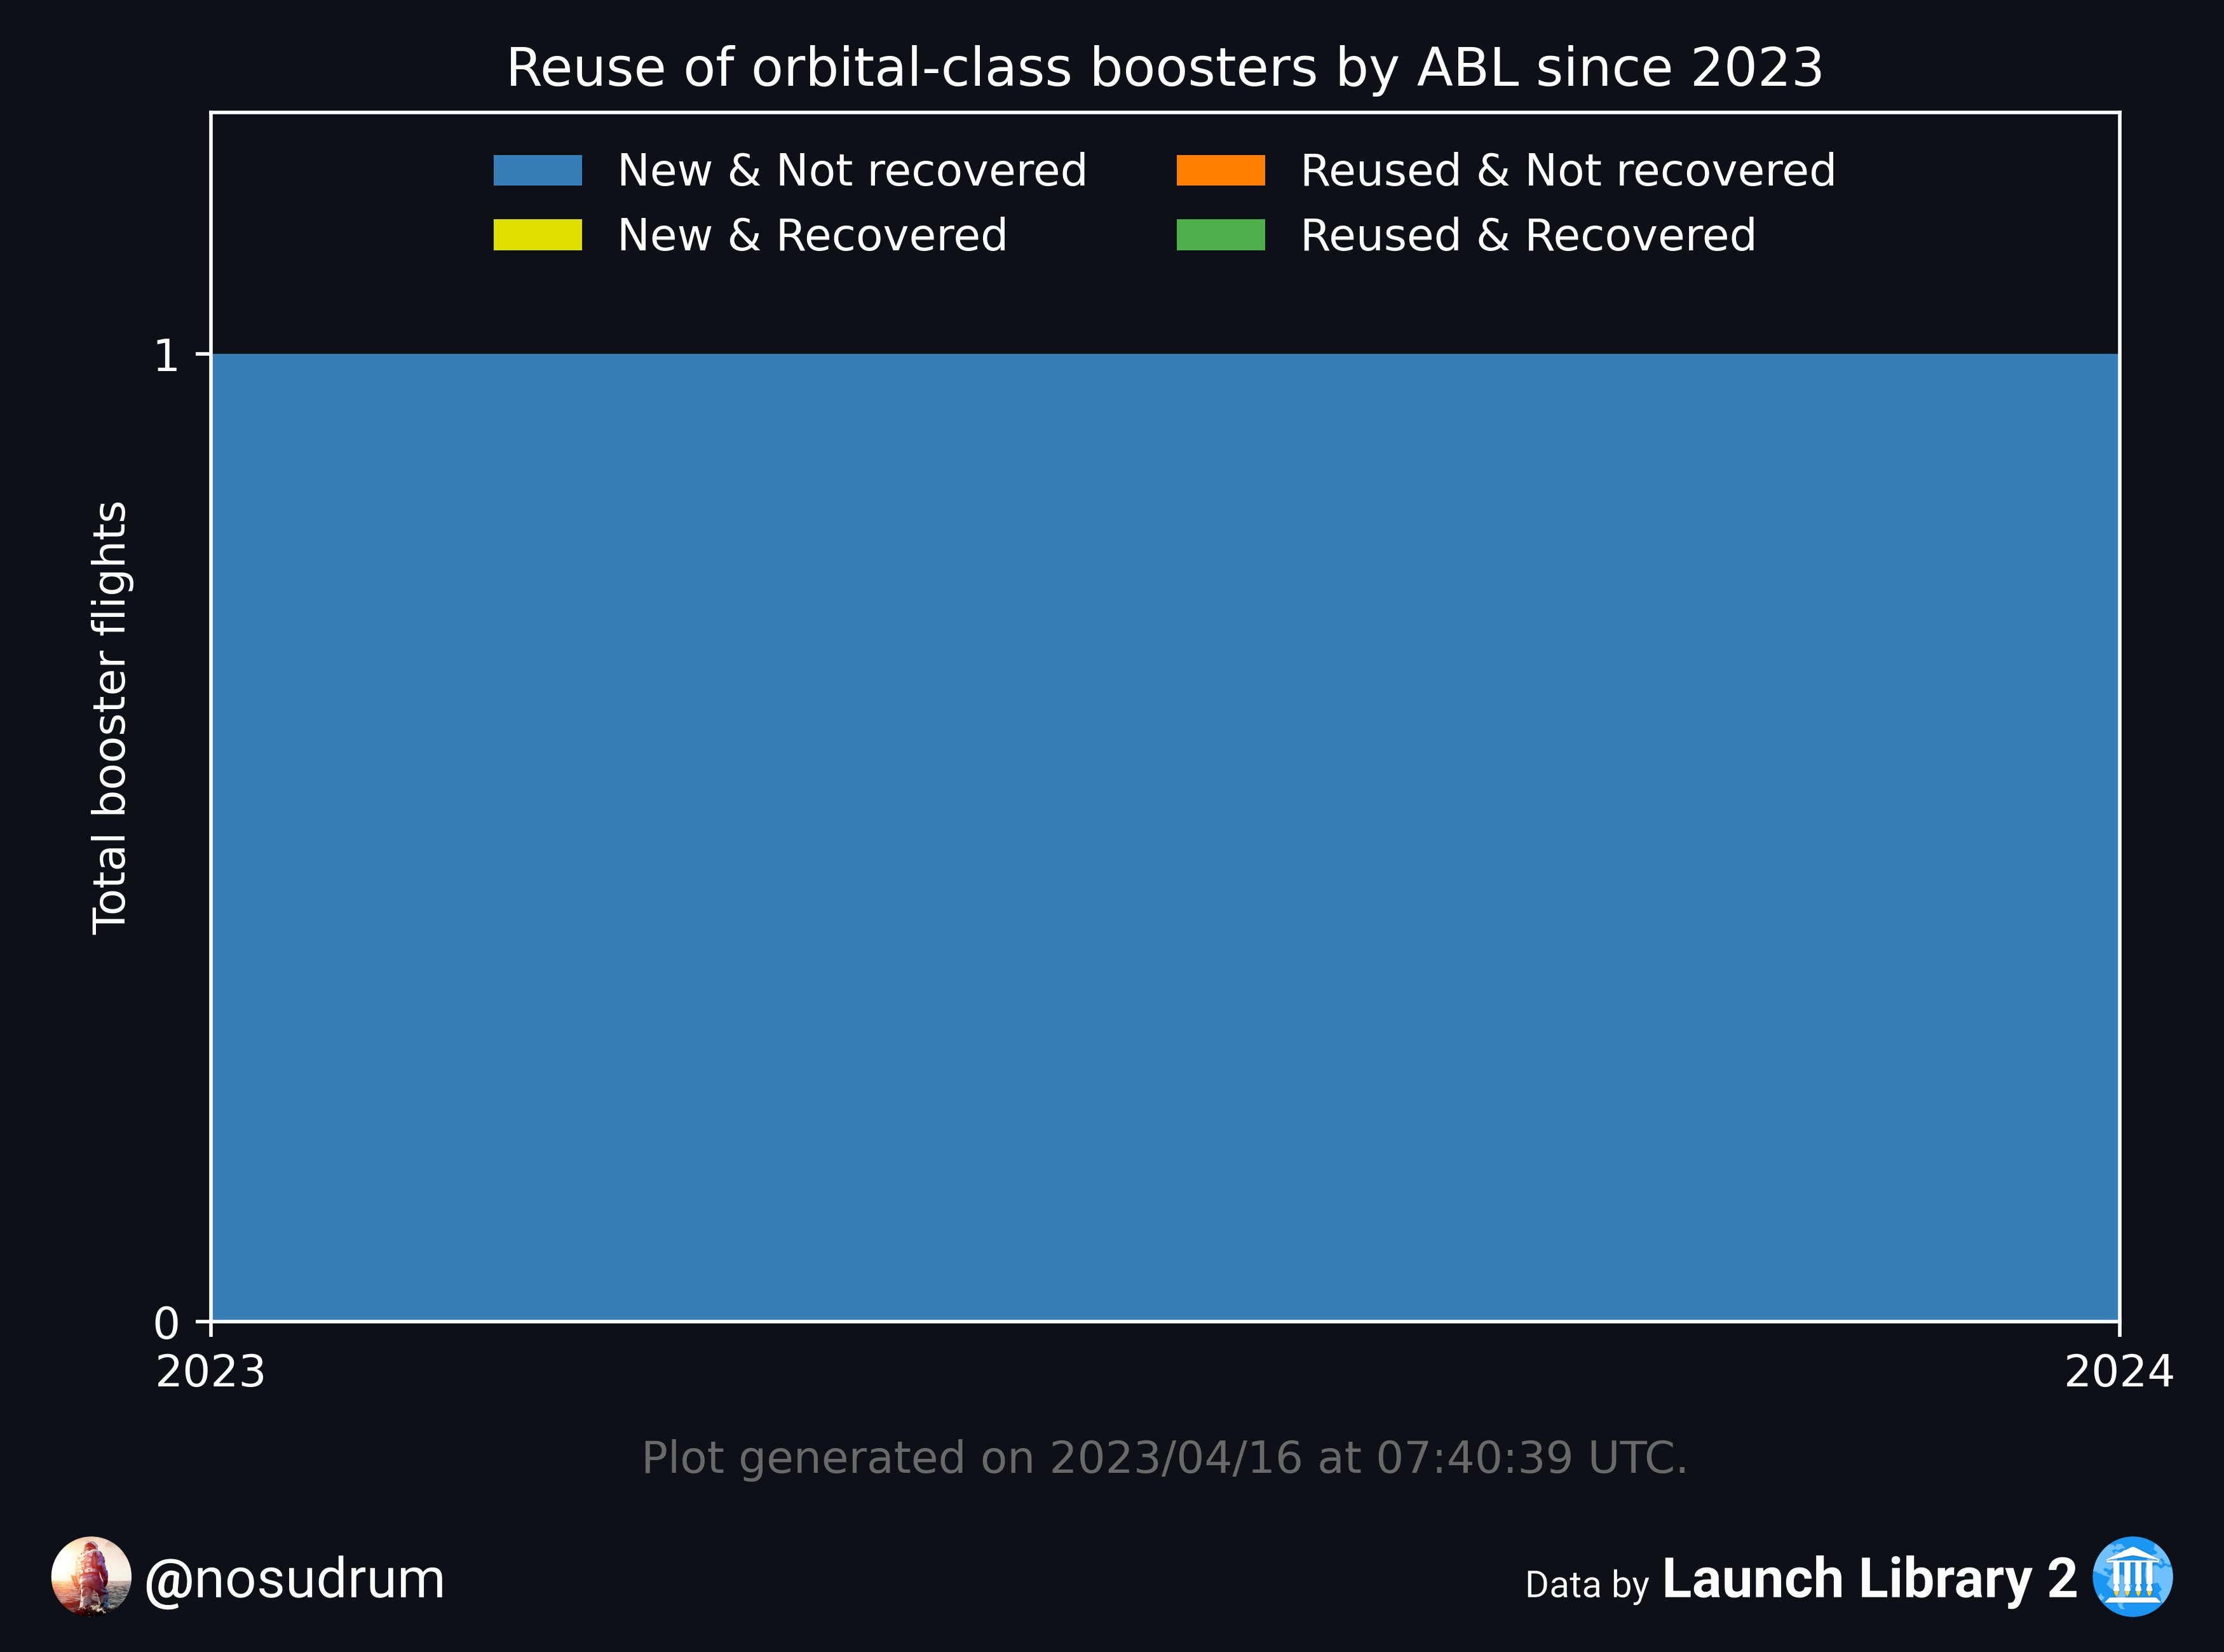 Reuse of orbital-class boosters by ABL since 2023
New & Not recovered
New & Recovered
Reused & Not recovered
Reused & Recovered
Total booster flights
1
0
2023
2024
Plot generated on 2023/04/16 at 07:40:39 UTC.
@nosudrum
Data by Launch Library 2